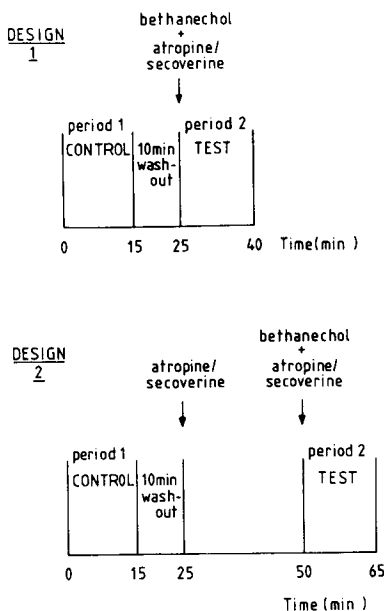 bethanechol
+
atropine/
secoverine
DESIGN
1
period 1
period 2
CONTROL
10min
wash-
out
TEST
0
15
25
40
Time(min )
bethanechol
+
atropine/
secoverine
DESIGN
2
atropine/
secoverine
period 1
period 2
CONTROL
10min
wash-
out
TEST
0
15
25
50
65
Time (min )